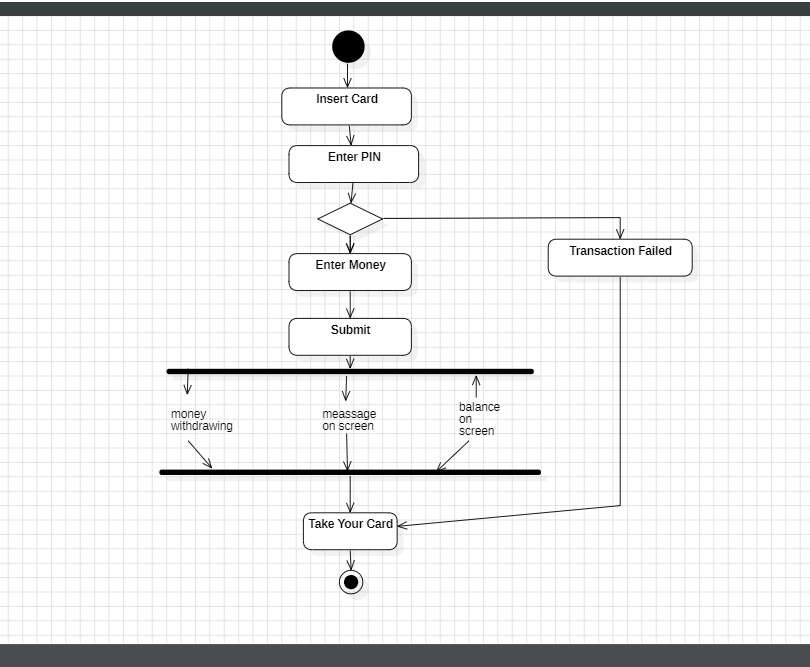 Insert Card
Enter PIN
Enter Money
Transaction Failed
Submit
money
withdrawing
meassage
on screen
balance
on
screen
Take Your Card